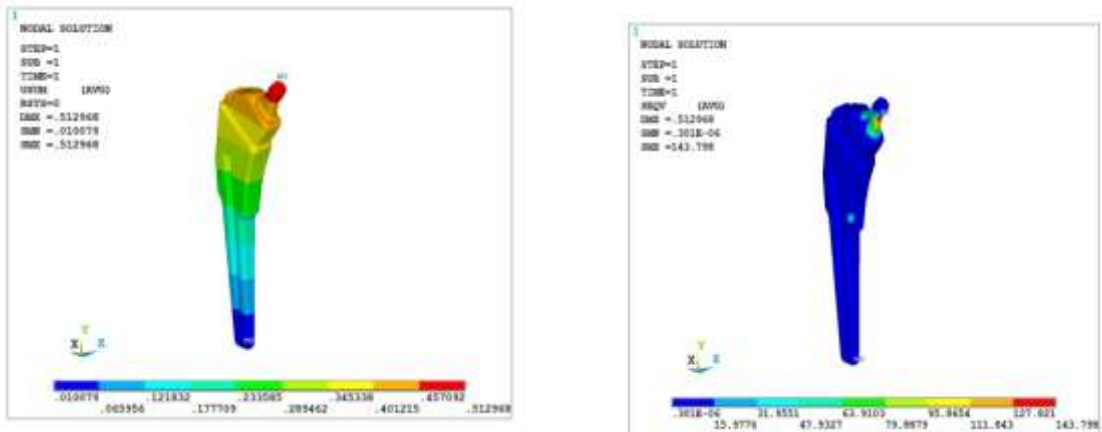 1
NODAL SOLUTION
STEP=1
SUB =1
TIME=1
USUM (AVG)
RSYS=0
DMX =.512968
SMN =.010079
SMX =.512968
Y
X Z
.010079 .121832 .233585 .345338 .457092
.065956 .177709 .289462 .401215 .512968
1
NODAL SOLUTION
STEP=1
SUB =1
TIME=1
SEQV (AVG)
DMX =.512968
SMN =.301E-06
SMX =143.798
Y
X Z
.301E-06 31.9551 63.9103 95.8654 127.821
15.9776 47.9327 79.8879 111.843 143.798